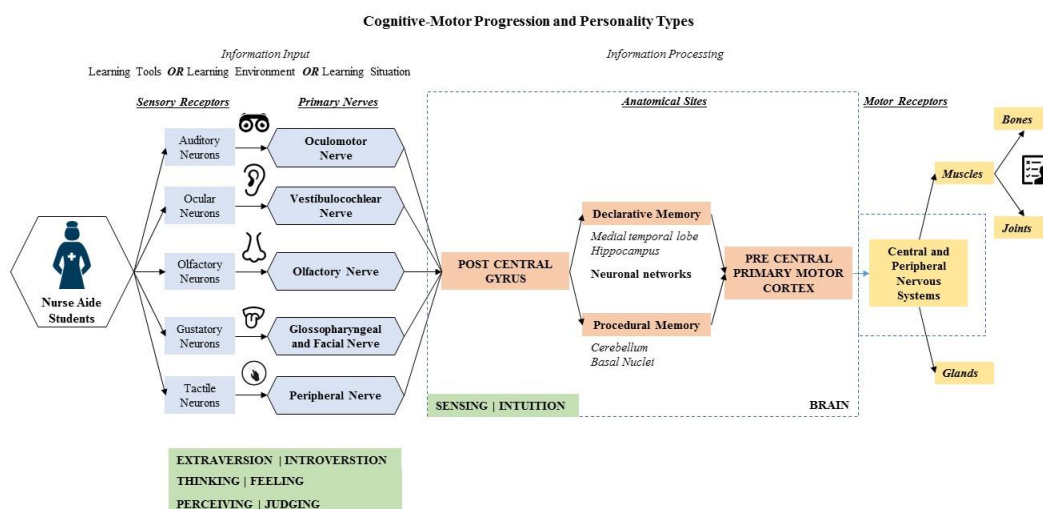 Cognitive-Motor Progression and Personality Types
Information Input
Learning Tools OR Learning Environment OR Learning Situation
Information Processing
Sensory Receptors
Primary Nerves
Anatomical Sites
Motor Receptors
Nurse Aide
Students
Auditory
Neurons
Oculomotor
Nerve
Ocular
Neurons
Vestibulocochlear
Nerve
Olfactory
Neurons
Olfactory Nerve
Gustatory
Neurons
Glossopharyngeal
and Facial Nerve
Tactile
Neurons
Peripheral Nerve
POST CENTRAL
GYRUS
Declarative Memory
Medial temporal lobe
Hippocampus
Neuronal networks
Procedural Memory
Cerebellum
Basal Nuclei
PRE CENTRAL
PRIMARY MOTOR
CORTEX
Central and
Peripheral
Nervous
Systems
Muscles
Bones
Joints
Glands
SENSING | INTUITION
BRAIN
EXTRAVERSION | INTROVERSTION
THINKING | FEELING
PERCEIVING | JUDGING